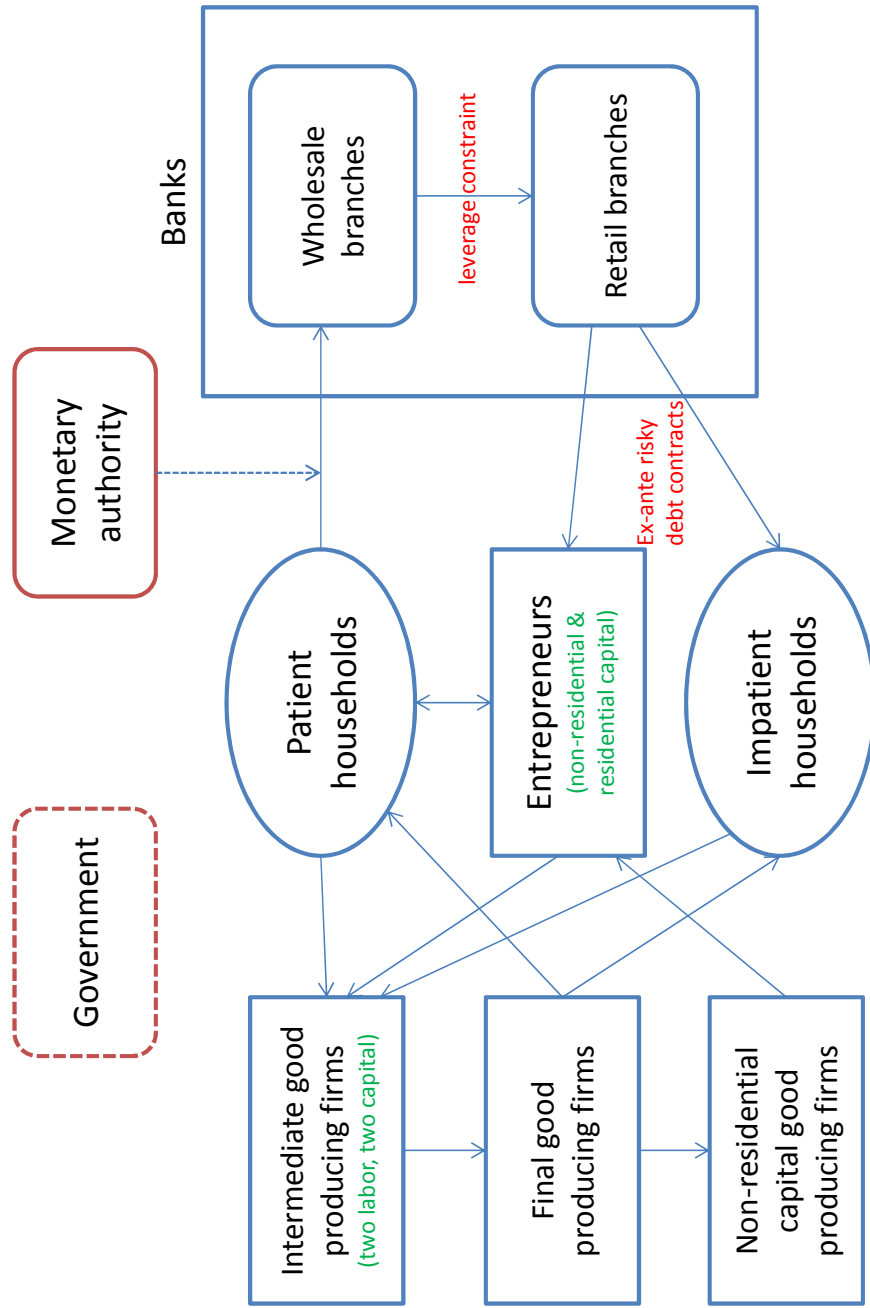 Government
Monetary
authority
Banks
Intermediate good
producing firms
(two labor, two capital)
Patient
households
Wholesale
branches
leverage constraint
Final good
producing firms
Entrepreneurs
(non-residential &
residential capital)
Retail branches
Ex-ante risky
debt contracts
Non-residential
capital good
producing firms
Impatient
households